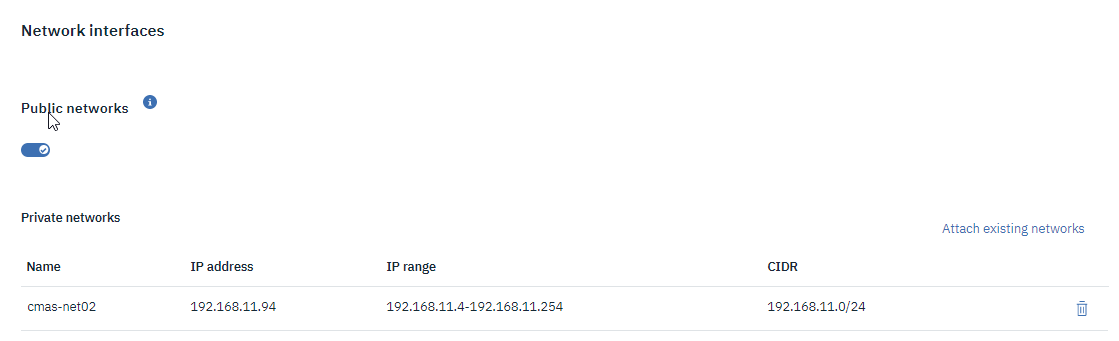 Network interfaces
Public networks
Private networks
Attach existing networks
Name IP address IP range CIDR
cmas-net02 192.168.11.94 192.168.11.4-192.168.11.254 192.168.11.0/24